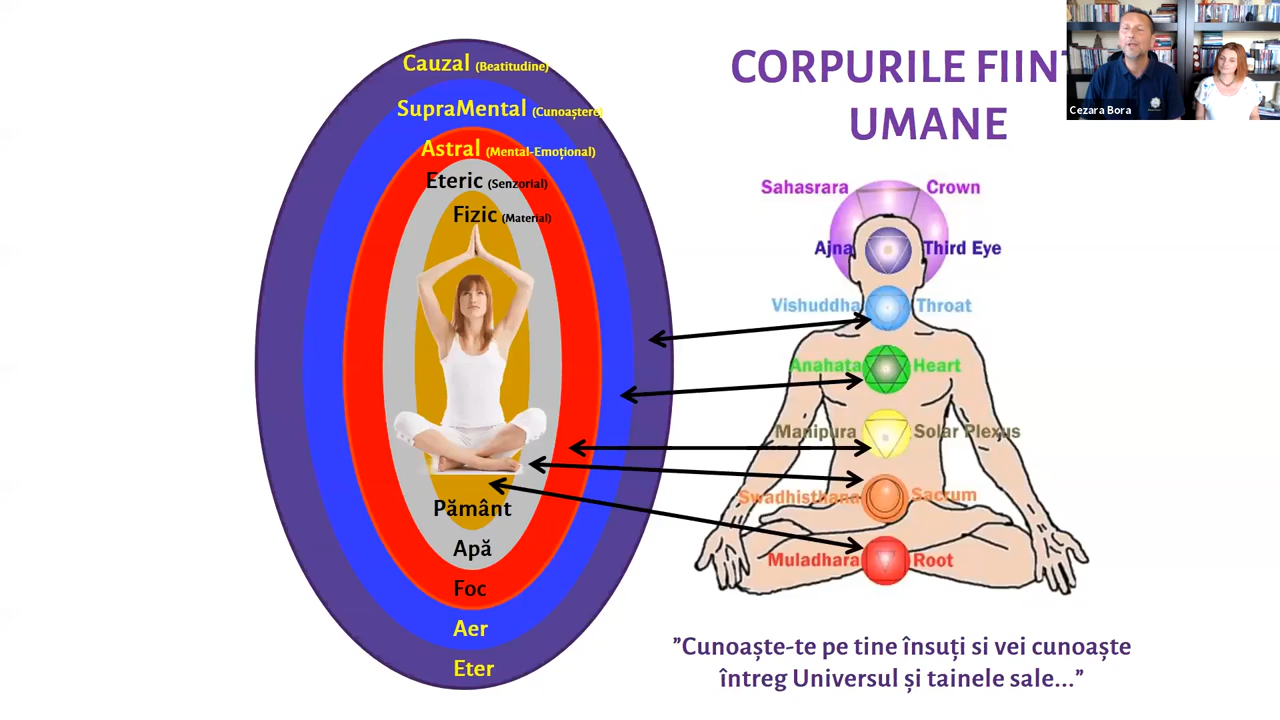 CORPURILE FIINȚ
UMANE
Cezara Bora
Cauzal (Beatitudine)
SupraMental (Cunoaștere)
Astral (Mental-Emoțional)
Eteric (Senzorial)
Fizic (Material)
Pământ
Apă
Foc
Aer
Eter
Sahasrara Crown
Ajna Third Eye
Vishuddha Throat
Anahata Heart
Manipura Solar Plexus
Swadhisthana Sacrum
Muladhara Root
”Cunoaște-te pe tine însuți si vei cunoaște
întreg Universul și tainele sale...”